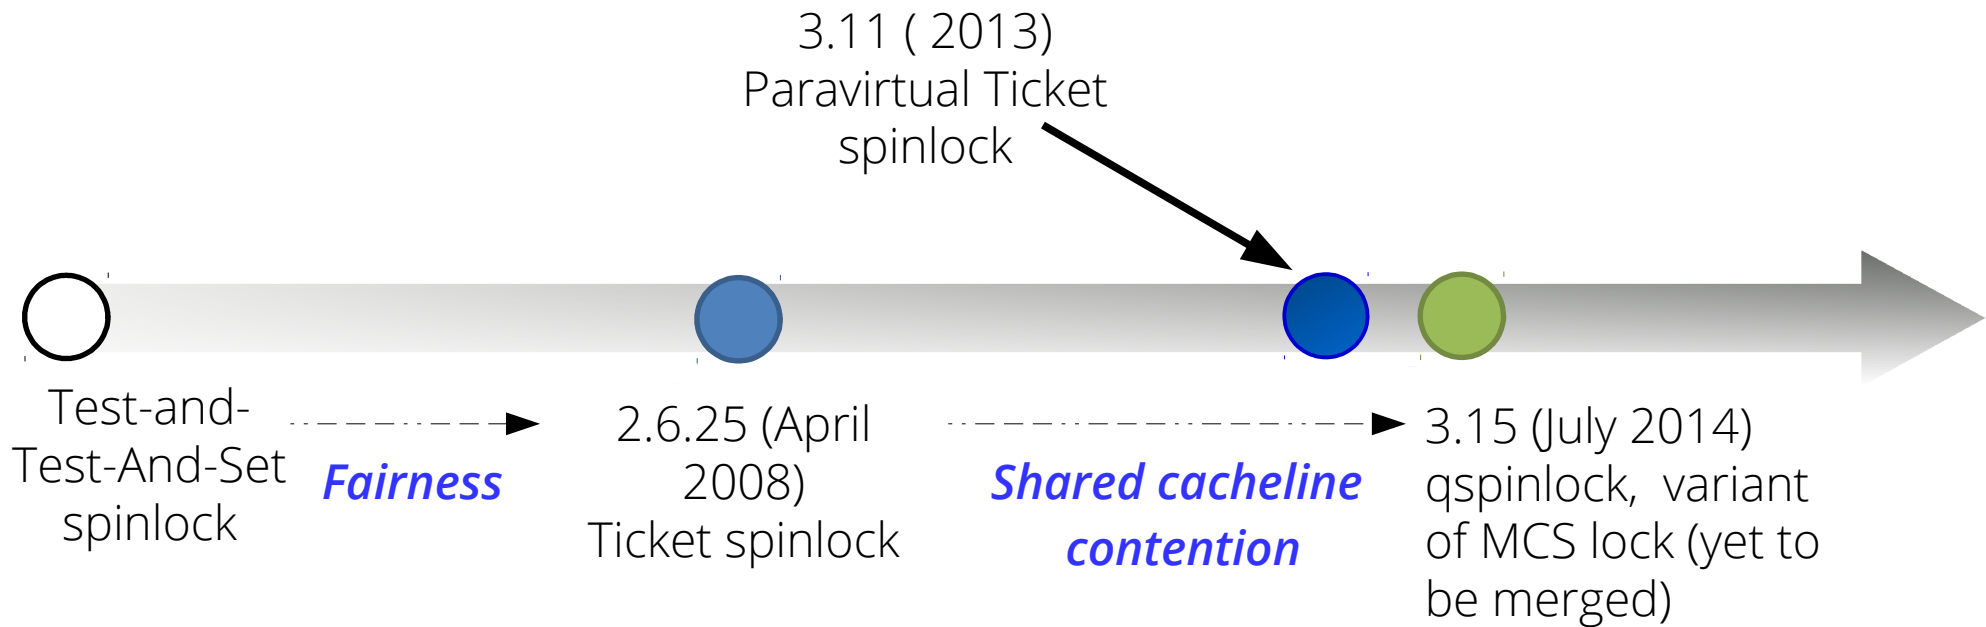 3.11 ( 2013)
Paravirtual Ticket
spinlock
Test-and-
Test-And-Set
spinlock
Fairness
2.6.25 (April
2008)
Ticket spinlock
Shared cacheline
contention
3.15 (July 2014)
qspinlock,  variant
of MCS lock (yet to
be merged)